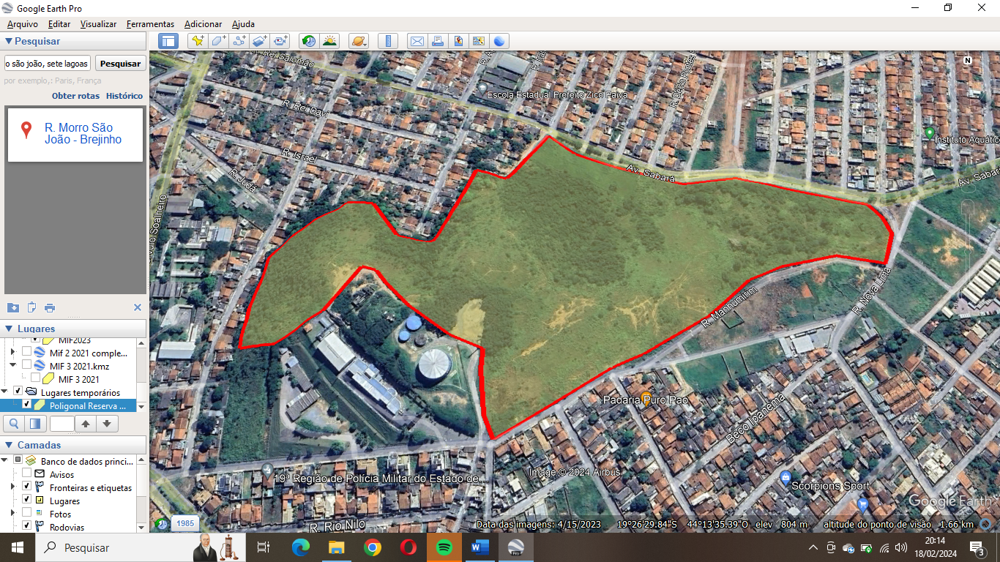 Google Earth Pro
Arquivo Editar Visualizar Ferramentas Adicionar Ajuda
Pesquisar
o são joão, sete lagoas
Pesquisar
por exemplo,: Paris, França
Obter rotas Histórico
R. Morro São
João - Brejinho
Lugares
MIF2023
Mif 2 2021 comple...
MIF 3 2021.kmz
MIF 3 2021
Lugares temporários
Poligonal Reserva ...
Camadas
Banco de dados princi...
Avisos
Fronteiras e etiquetas
Lugares
Fotos
Rodovias
Av. Rei Salomão
R. Rei Davi
R. Israel
R. Juóa
Escola Estadual Prefeito Zico Paiva
N
Instituto Aquátic
Av. Sabará
Av. Sabar
R. Nova Lima
R. Manhumirim
Padaria Puro Pao
Beco Ipanema
19ª Região de Polícia Militar do Estado de...
Image © 2024 Airbus
Scorpions Sport
Google Earth
R. Rio Nilo
1985
Data das imagens: 4/15/2023 19°26'29.84"S 44°13'35.39"O elev 804 m altitude do ponto de visão 1.66 km
Pesquisar
Pro
20:14
18/02/2024
3